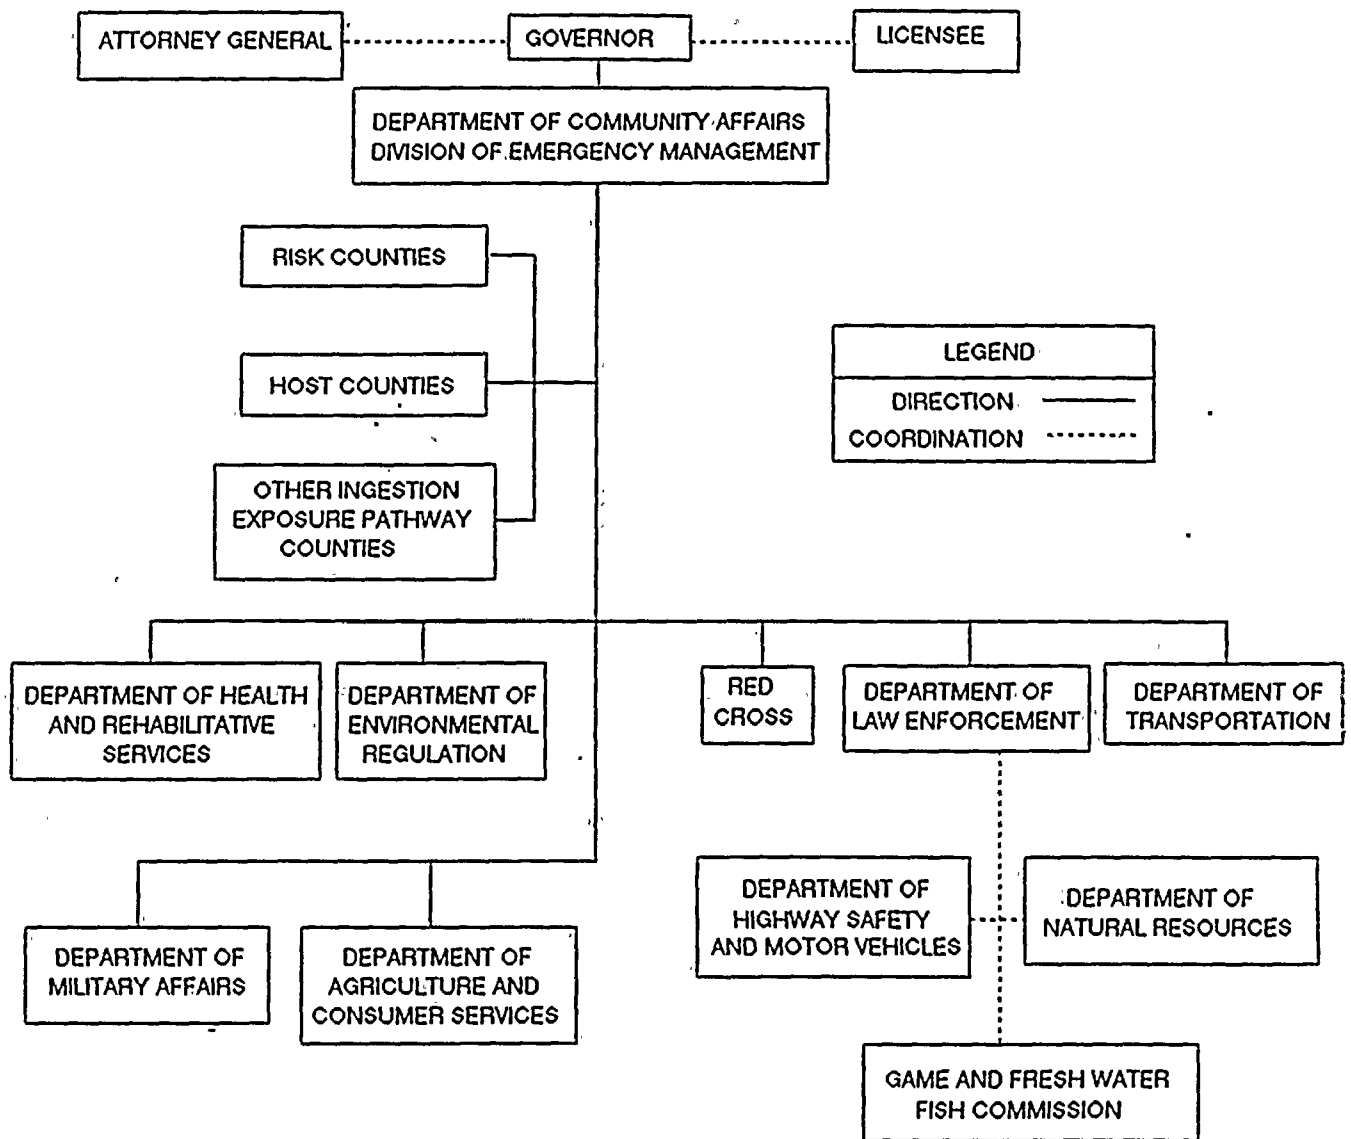 ATTORNEY GENERAL
GOVERNOR
LICENSEE
DEPARTMENT OF COMMUNITY AFFAIRS
DIVISION OF EMERGENCY MANAGEMENT
RISK COUNTIES
HOST COUNTIES
OTHER INGESTION
EXPOSURE PATHWAY
COUNTIES
LEGEND
DIRECTION
COORDINATION
DEPARTMENT OF HEALTH
AND REHABILITATIVE
SERVICES
DEPARTMENT OF
ENVIRONMENTAL
REGULATION
RED
CROSS
DEPARTMENT OF
LAW ENFORCEMENT
DEPARTMENT OF
TRANSPORTATION
DEPARTMENT OF
MILITARY AFFAIRS
DEPARTMENT OF
AGRICULTURE AND
CONSUMER SERVICES
DEPARTMENT OF
HIGHWAY SAFETY
AND MOTOR VEHICLES
DEPARTMENT OF
NATURAL RESOURCES
GAME AND FRESH WATER
FISH COMMISSION